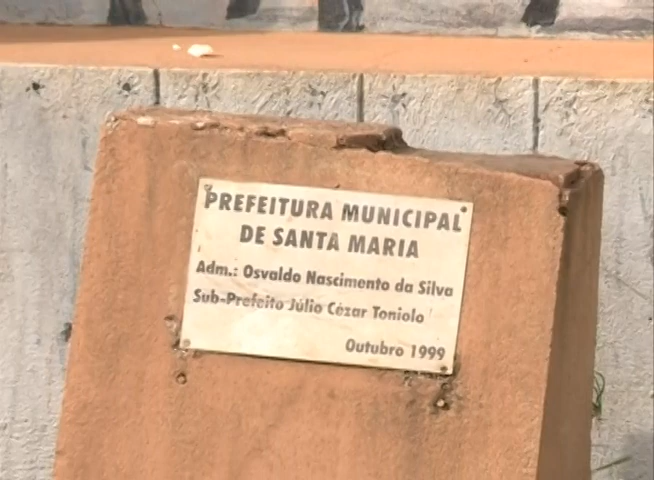 PREFEITURA MUNICIPAL
DE SANTA MARIA
Adm.: Osvaldo Nascimento da Silva
Sub-Prefeito Júlio Cézar Toniolo
Outubro 1999